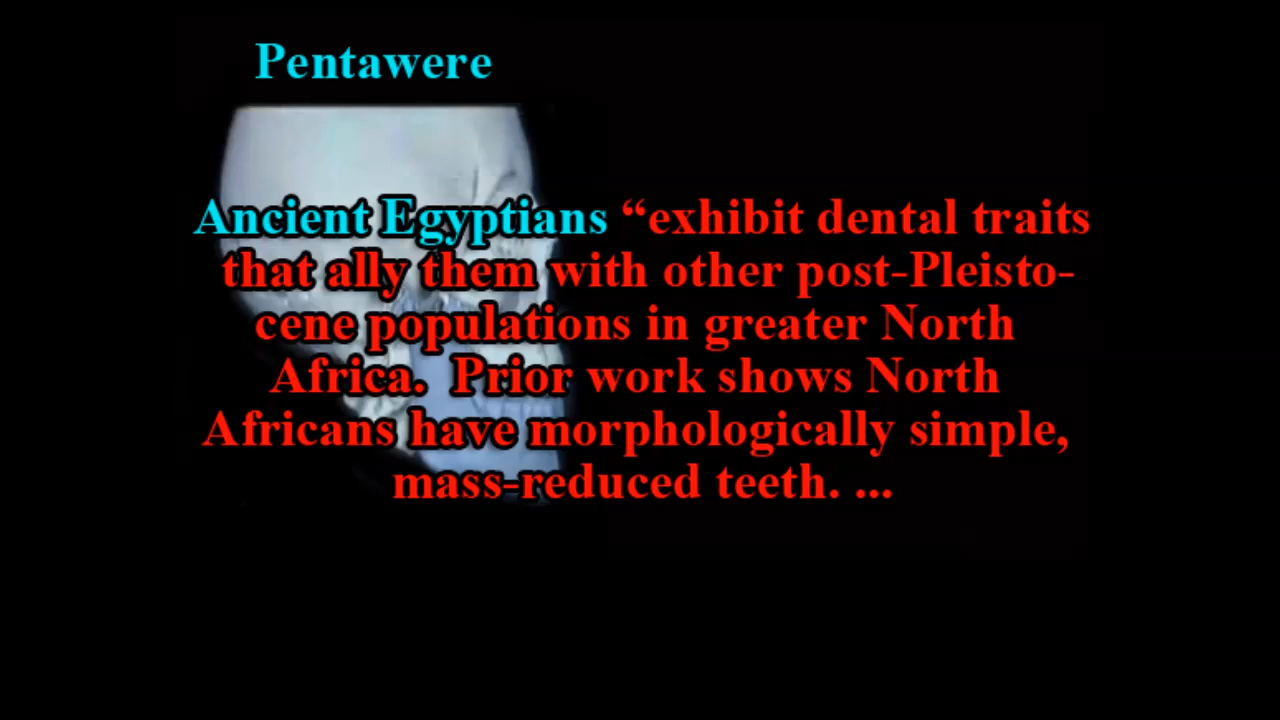 Pentawere
Ancient Egyptians “exhibit dental traits
that ally them with other post-Pleisto-
cene populations in greater North
Africa.  Prior work shows North
Africans have morphologically simple,
mass-reduced teeth. ...